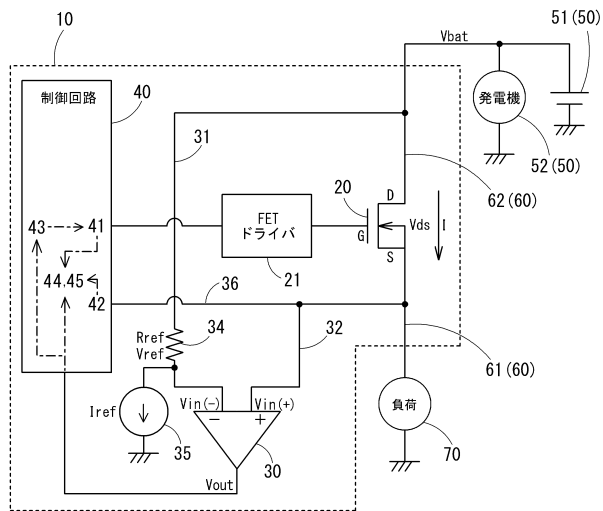 10
51(50)
Vbat
制御回路
40
発電機
31
52(50)
20
D
62(60)
43
41
FET
ドライバ
G
Vds
I
S
21
44.45
42
36
34
32
Rref
Vref
61(60)
Iref
Vin(-)
Vin(+)
負荷
-
+
35
30
70
Vout